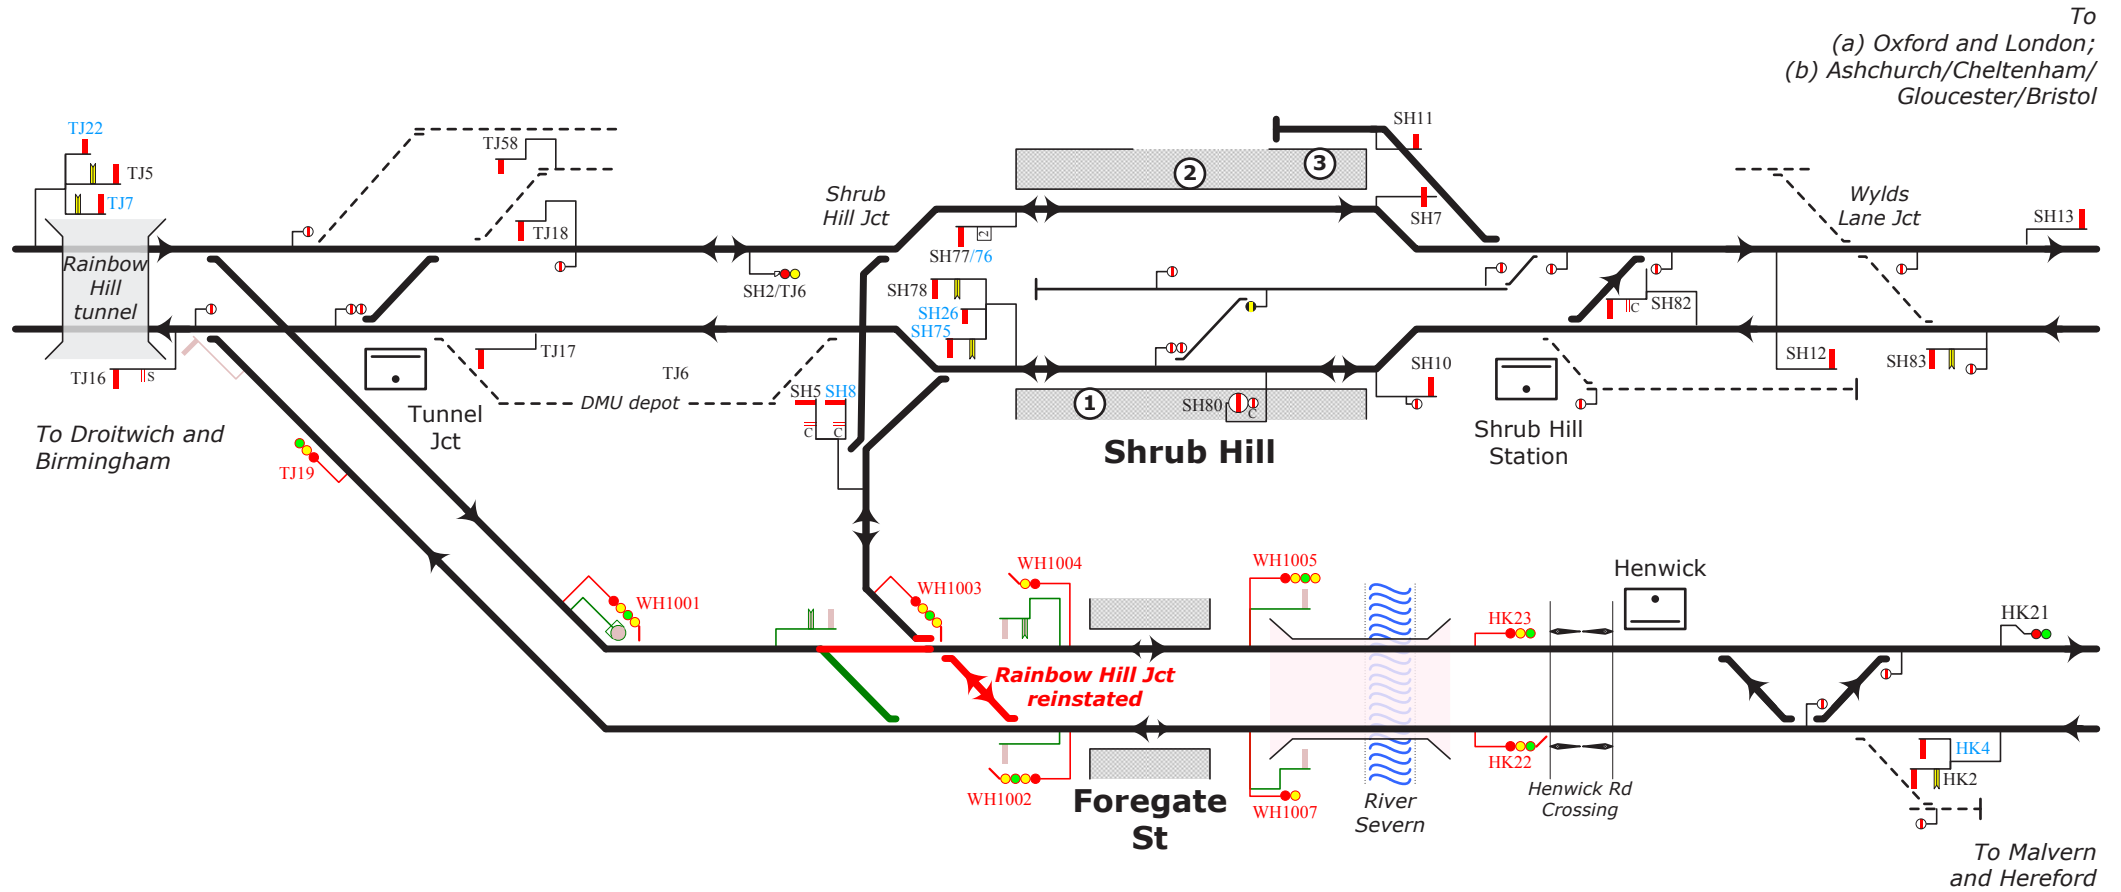 To
(a) Oxford and London;
(b) Ashchurch/Cheltenham/
Gloucester/Bristol
TJ22
TJ5
TJ7
TJ58
TJ18
Shrub
Hill Jct
2
3
SH11
SH7
Wylds
Lane Jct
SH13
Rainbow
Hill
tunnel
SH2/TJ6
2
SH77/76
SH78
SH26
SH75
C
SH82
TJ16
S
TJ17
TJ6
DMU depot
SH5 SH8
C
C
1
SH80
C
SH10
SH12
SH83
Tunnel
Jct
Shrub Hill
Shrub Hill
Station
To Droitwich and
Birmingham
TJ19
WH1001
WH1003
WH1004
WH1005
Henwick
HK23
HK21
Rainbow Hill Jct
reinstated
WH1002
Foregate
St
WH1007
River
Severn
HK22
Henwick Rd
Crossing
HK4
HK2
To Malvern
and Hereford